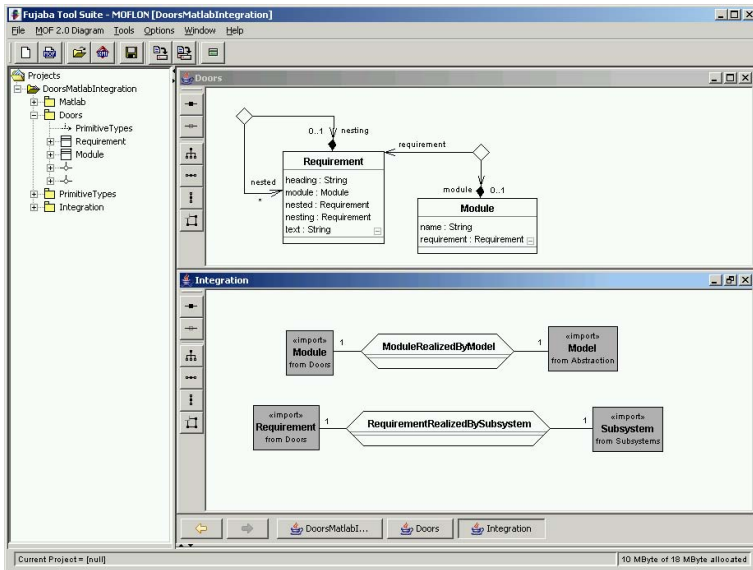 Fujaba Tool Suite - MOFLON [DoorsMatlabIntegration]
File MOF 2.0 Diagram Tools Options Window Help
Projects
DoorsMatlabIntegration
Matlab
Doors
PrimitiveTypes
Requirement
Module
PrimitiveTypes
Integration
Doors
0..1 nesting
requirement
Requirement
heading : String
module : Module
nested : Requirement
nesting : Requirement
text : String
nested
*
module 0..1
Module
name : String
requirement : Requirement
Integration
«import»
Module
from Doors
1
ModuleRealizedByModel
1
«import»
Model
from Abstraction
«import»
Requirement
from Doors
1
RequirementRealizedBySubsystem
1
«import»
Subsystem
from Subsystems
DoorsMatlabI... Doors Integration
Current Project = [null] 10 MByte of 18 MByte allocated